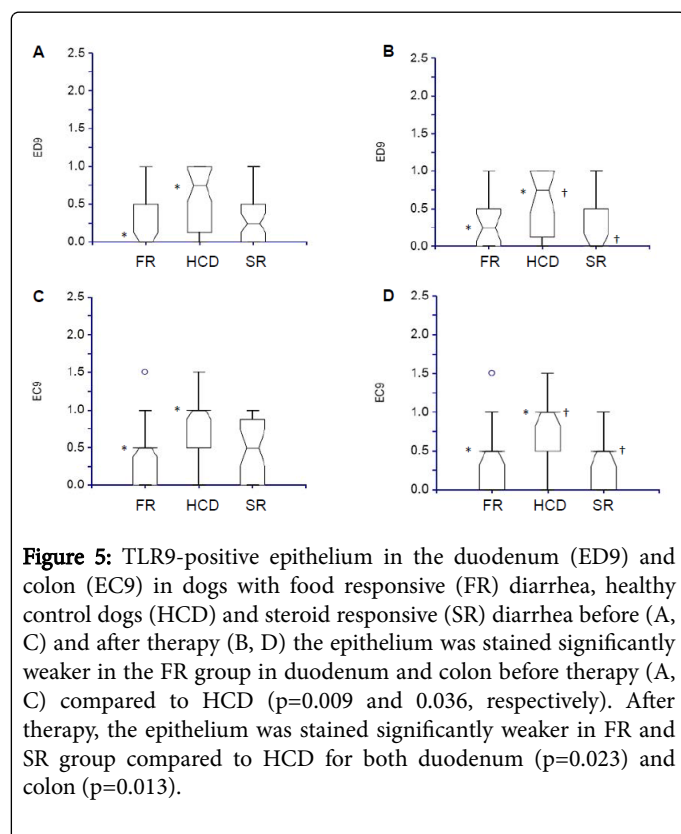 A
B
2.5
2.0
1.5
1.0
0.5
0.0
ED9
*
*
FR HCD SR
2.5
2.0
1.5
1.0
0.5
0.0
ED9
*
*
†
†
FR HCD SR
C
D
2.5
2.0
1.5
1.0
0.5
0.0
EC9
*
*
FR HCD SR
2.5
2.0
1.5
1.0
0.5
0.0
EC9
*
*
†
†
FR HCD SR
Figure 5: TLR9-positive epithelium in the duodenum (ED9) and
colon (EC9) in dogs with food responsive (FR) diarrhea, healthy
control dogs (HCD) and steroid responsive (SR) diarrhea before (A,
C) and after therapy (B, D) the epithelium was stained significantly
weaker in the FR group in duodenum and colon before therapy (A,
C) compared to HCD (p=0.009 and 0.036, respectively). After
therapy, the epithelium was stained significantly weaker in FR and
SR group compared to HCD for both duodenum (p=0.023) and
colon (p=0.013).